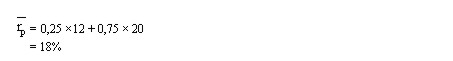 r̅ₚ = 0,25 ×12 + 0,75 × 20
= 18%